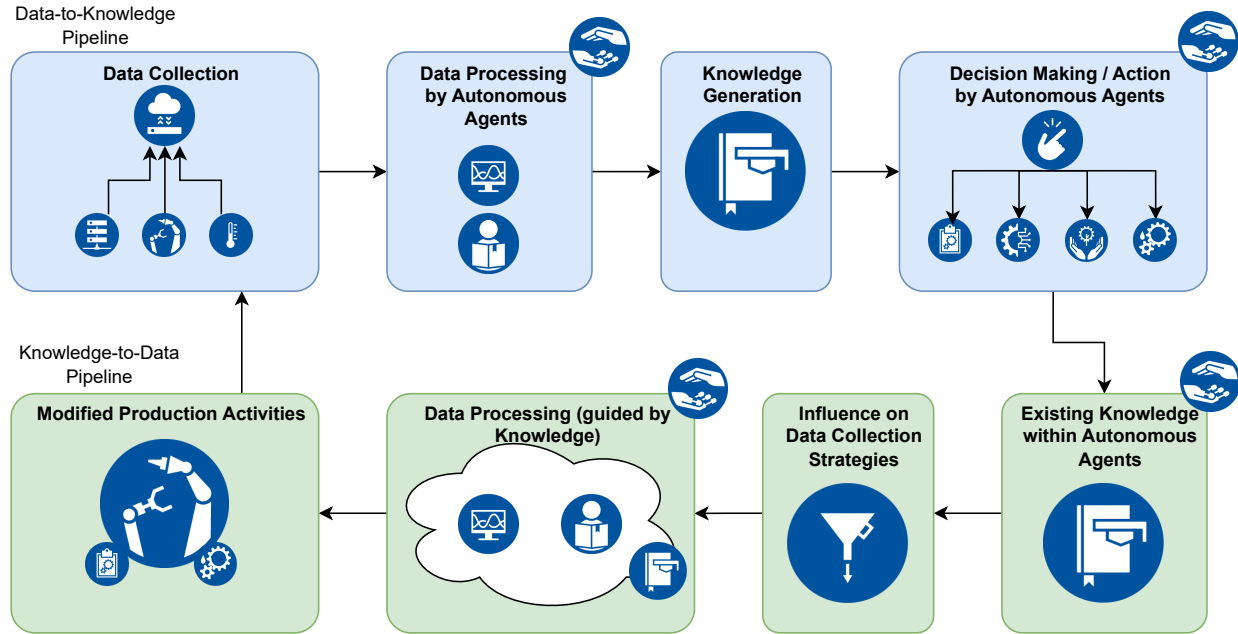 Data-to-Knowledge
Pipeline
Data Collection
Data Processing
by Autonomous
Agents
Knowledge
Generation
Decision Making / Action
by Autonomous Agents
Knowledge-to-Data
Pipeline
Modified Production Activities
Data Processing (guided by
Knowledge)
Influence on
Data Collection
Strategies
Existing Knowledge
within Autonomous
Agents